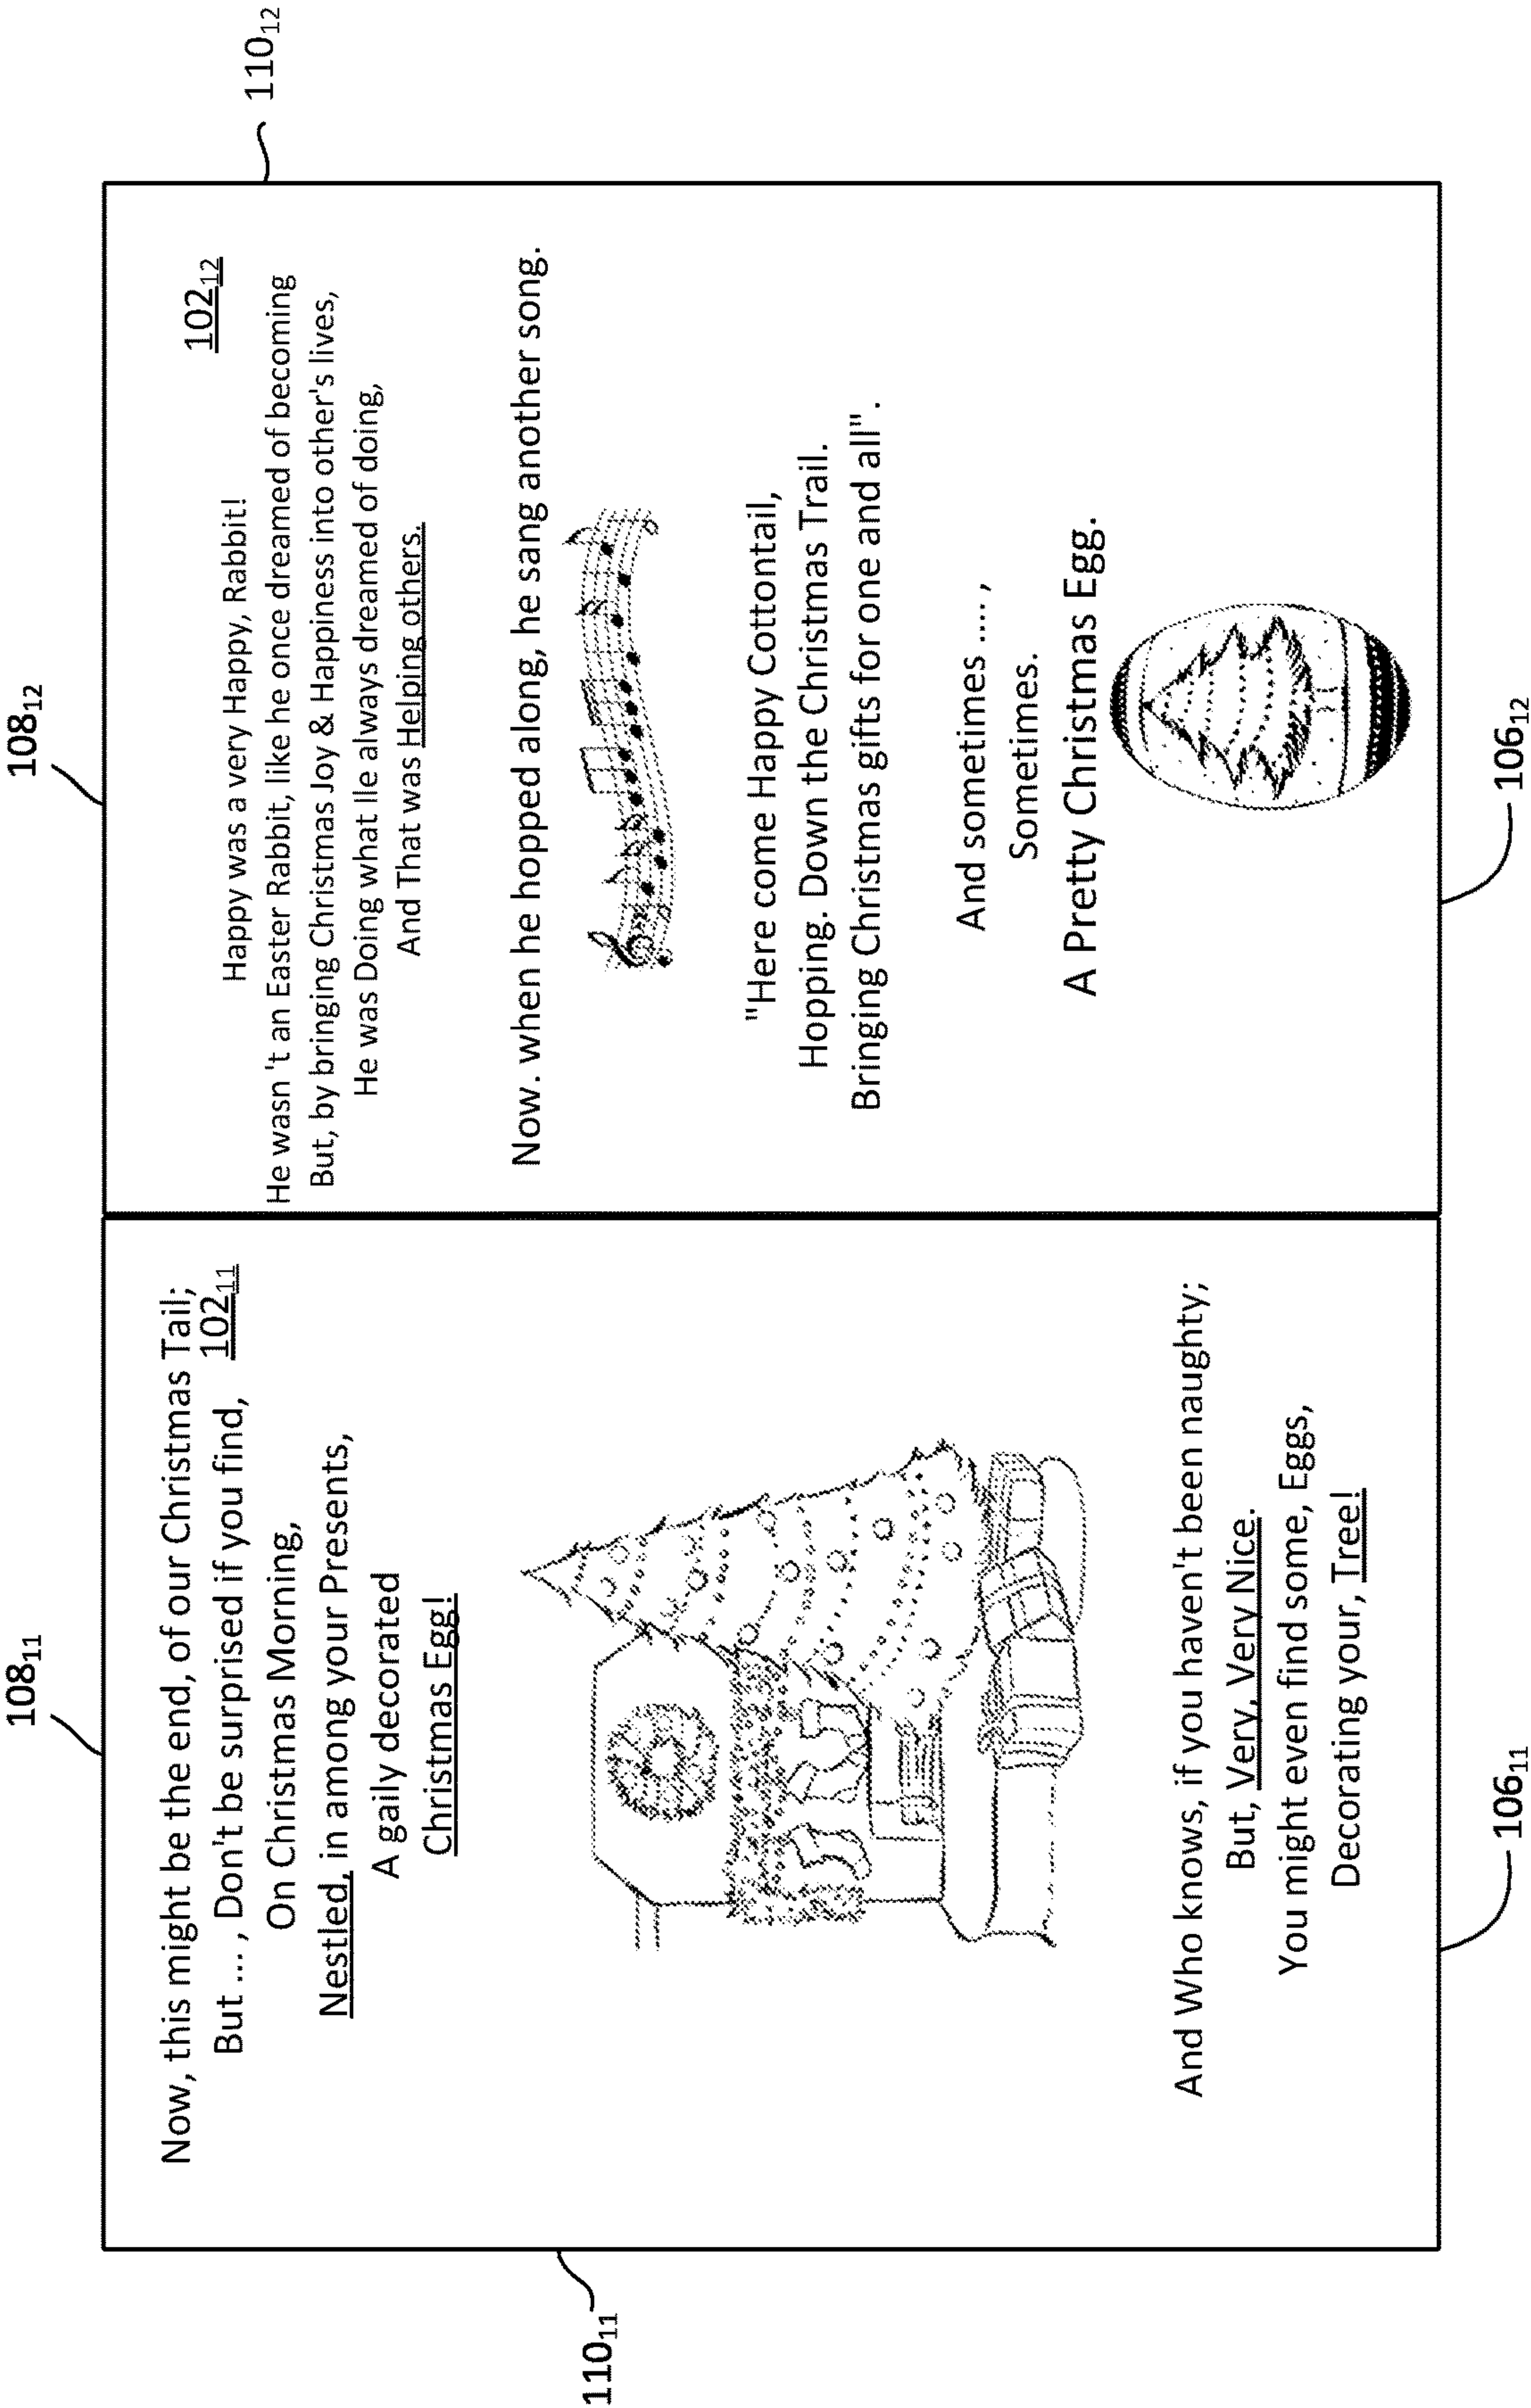 108₁₁
Now, this might be the end, of our Christmas Tail;
102₁₁
But ... , Don't be surprised if you find,
On Christmas Morning,
Nestled, in among your Presents,
A gaily decorated
Christmas Egg!
110₁₁
And Who knows, if you haven't been naughty;
But, Very, Very Nice.
You might even find some, Eggs,
Decorating your, Tree!
106₁₁
108₁₂
110₁₂
102₁₂
Happy was a very Happy, Rabbit!
He wasn 't an Easter Rabbit, like he once dreamed of becoming
But, by bringing Christmas Joy & Happiness into other's lives,
He was Doing what lle always dreamed of doing,
And That was Helping others.
Now. when he hopped along, he sang another song.
"Here come Happy Cottontail,
Hopping. Down the Christmas Trail.
Bringing Christmas gifts for one and all" .
And sometimes .... ,
Sometimes.
A Pretty Christmas Egg.
106₁₂